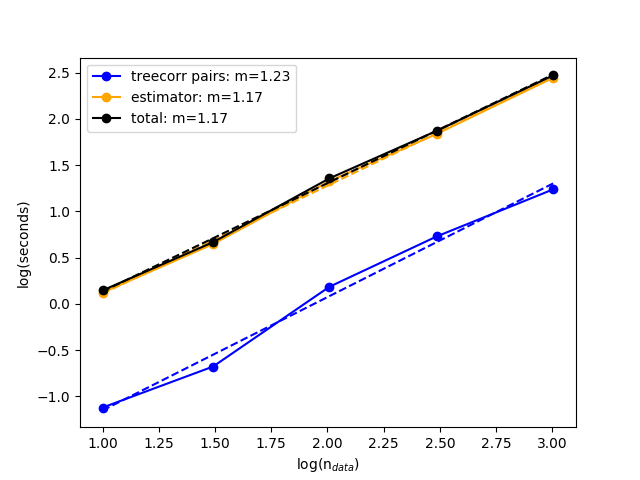 treecorr pairs: m=1.23
estimator: m=1.17
total: m=1.17
2.5
2.0
1.5
1.0
0.5
0.0
−0.5
−1.0
log(seconds)
1.00 1.25 1.50 1.75 2.00 2.25 2.50 2.75 3.00
log(n_data)